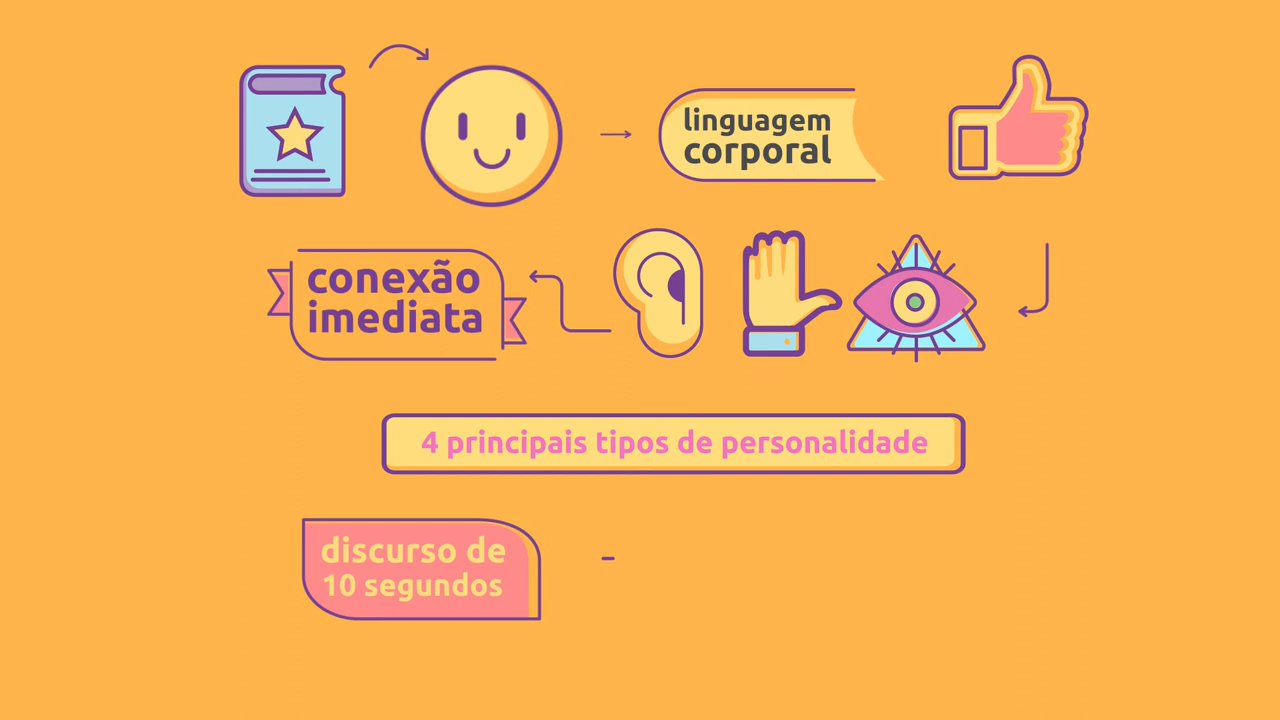 linguagem
corporal
conexão
imediata
4 principais tipos de personalidade
discurso de
10 segundos